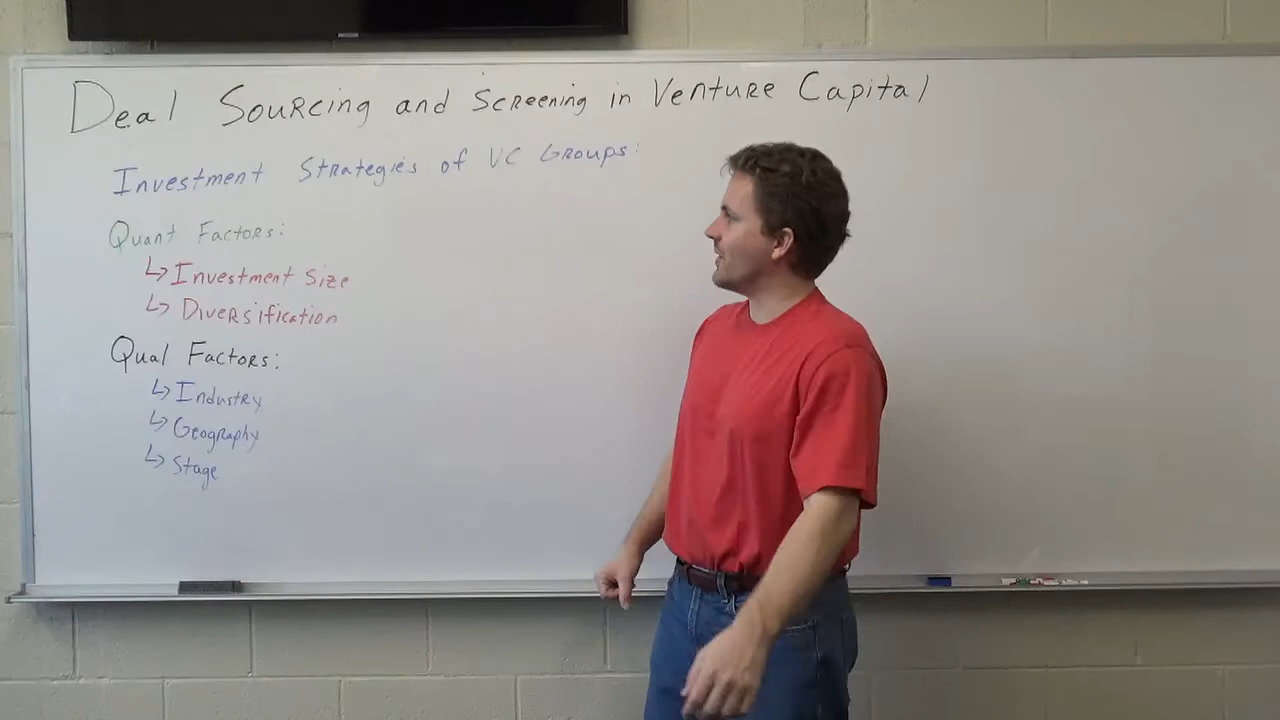 Deal Sourcing and Screening in Venture Capital
Investment Strategies of VC Groups:
Quant Factors:
↳ Investment Size
↳ Diversification
Qual Factors:
↳ Industry
↳ Geography
↳ Stage